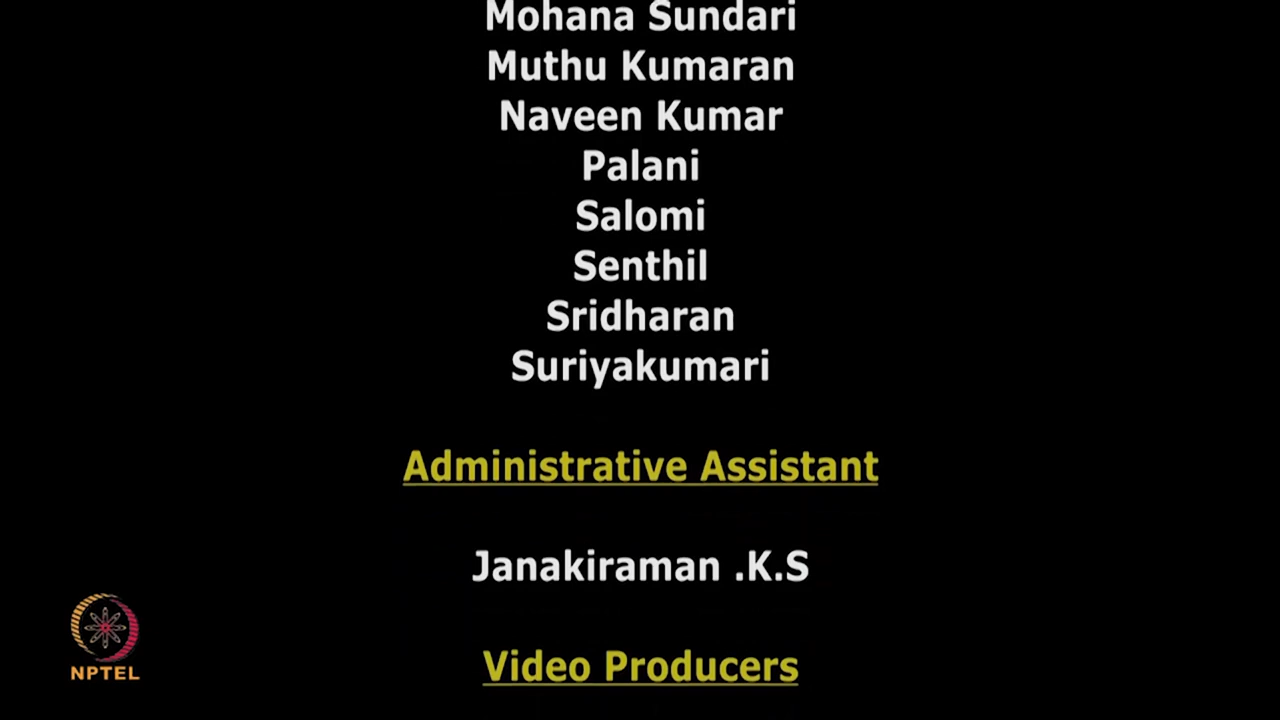 Mohana Sundari
Muthu Kumaran
Naveen Kumar
Palani
Salomi
Senthil
Sridharan
Suriyakumari
Administrative Assistant
Janakiraman .K.S
Video Producers
NPTEL